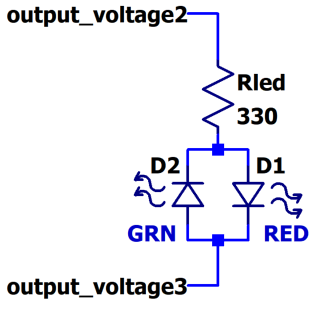 output_voltage2
Rled
330
D2 D1
GRN RED
output_voltage3